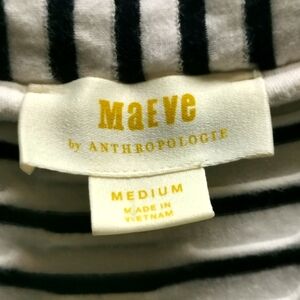 MaEVe
by ANTHROPOLOGIE
MEDIUM
MADE IN
VIETNAM